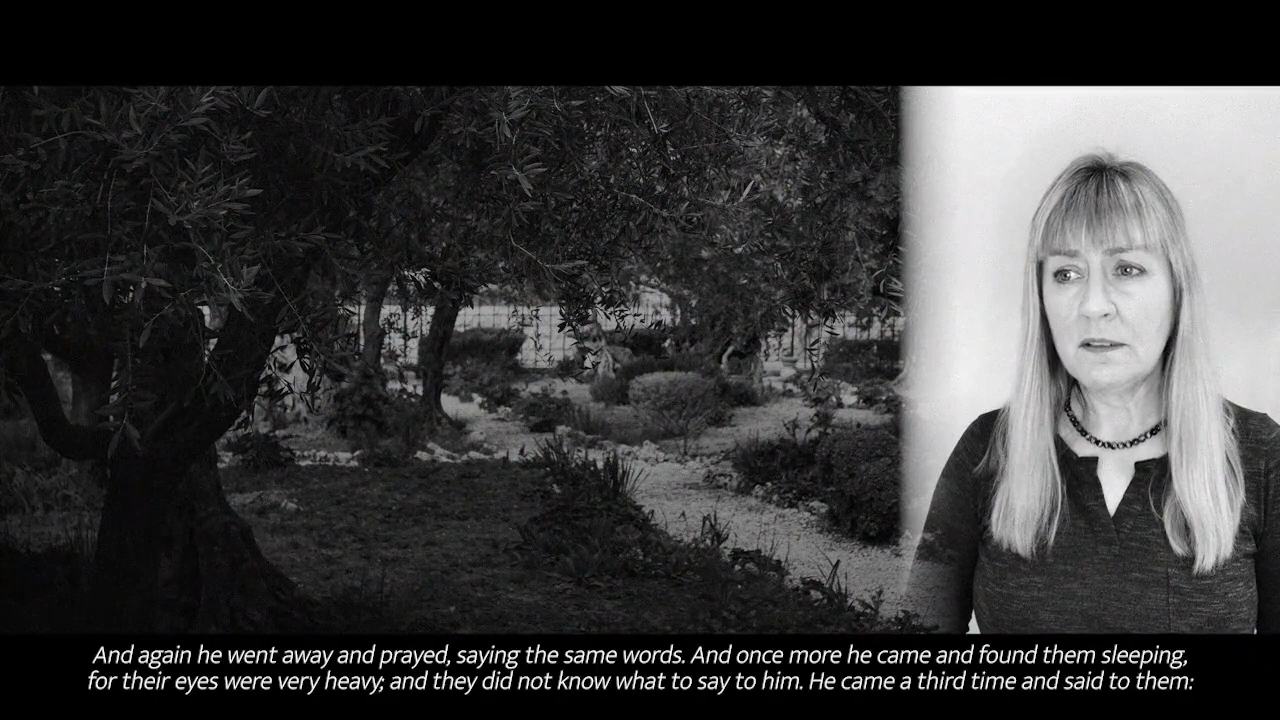 And again he went away and prayed, saying the same words. And once more he came and found them sleeping,
for their eyes were very heavy; and they did not know what to say to him. He came a third time and said to them: